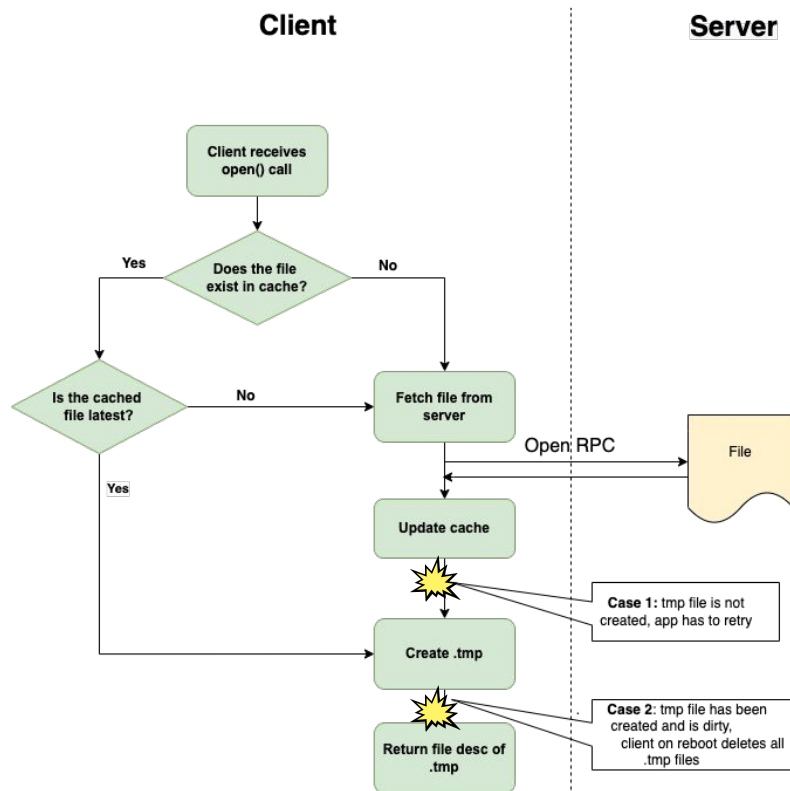 Client
Server
Client receives
open() call
Yes
Does the file
exist in cache?
No
Is the cached
file latest?
No
Fetch file from
server
Open RPC
File
Yes
Update cache
Case 1: tmp file is not
created, app has to retry
Create .tmp
Case 2: tmp file has been
created and is dirty,
client on reboot deletes all
.tmp files
Return file desc of
.tmp